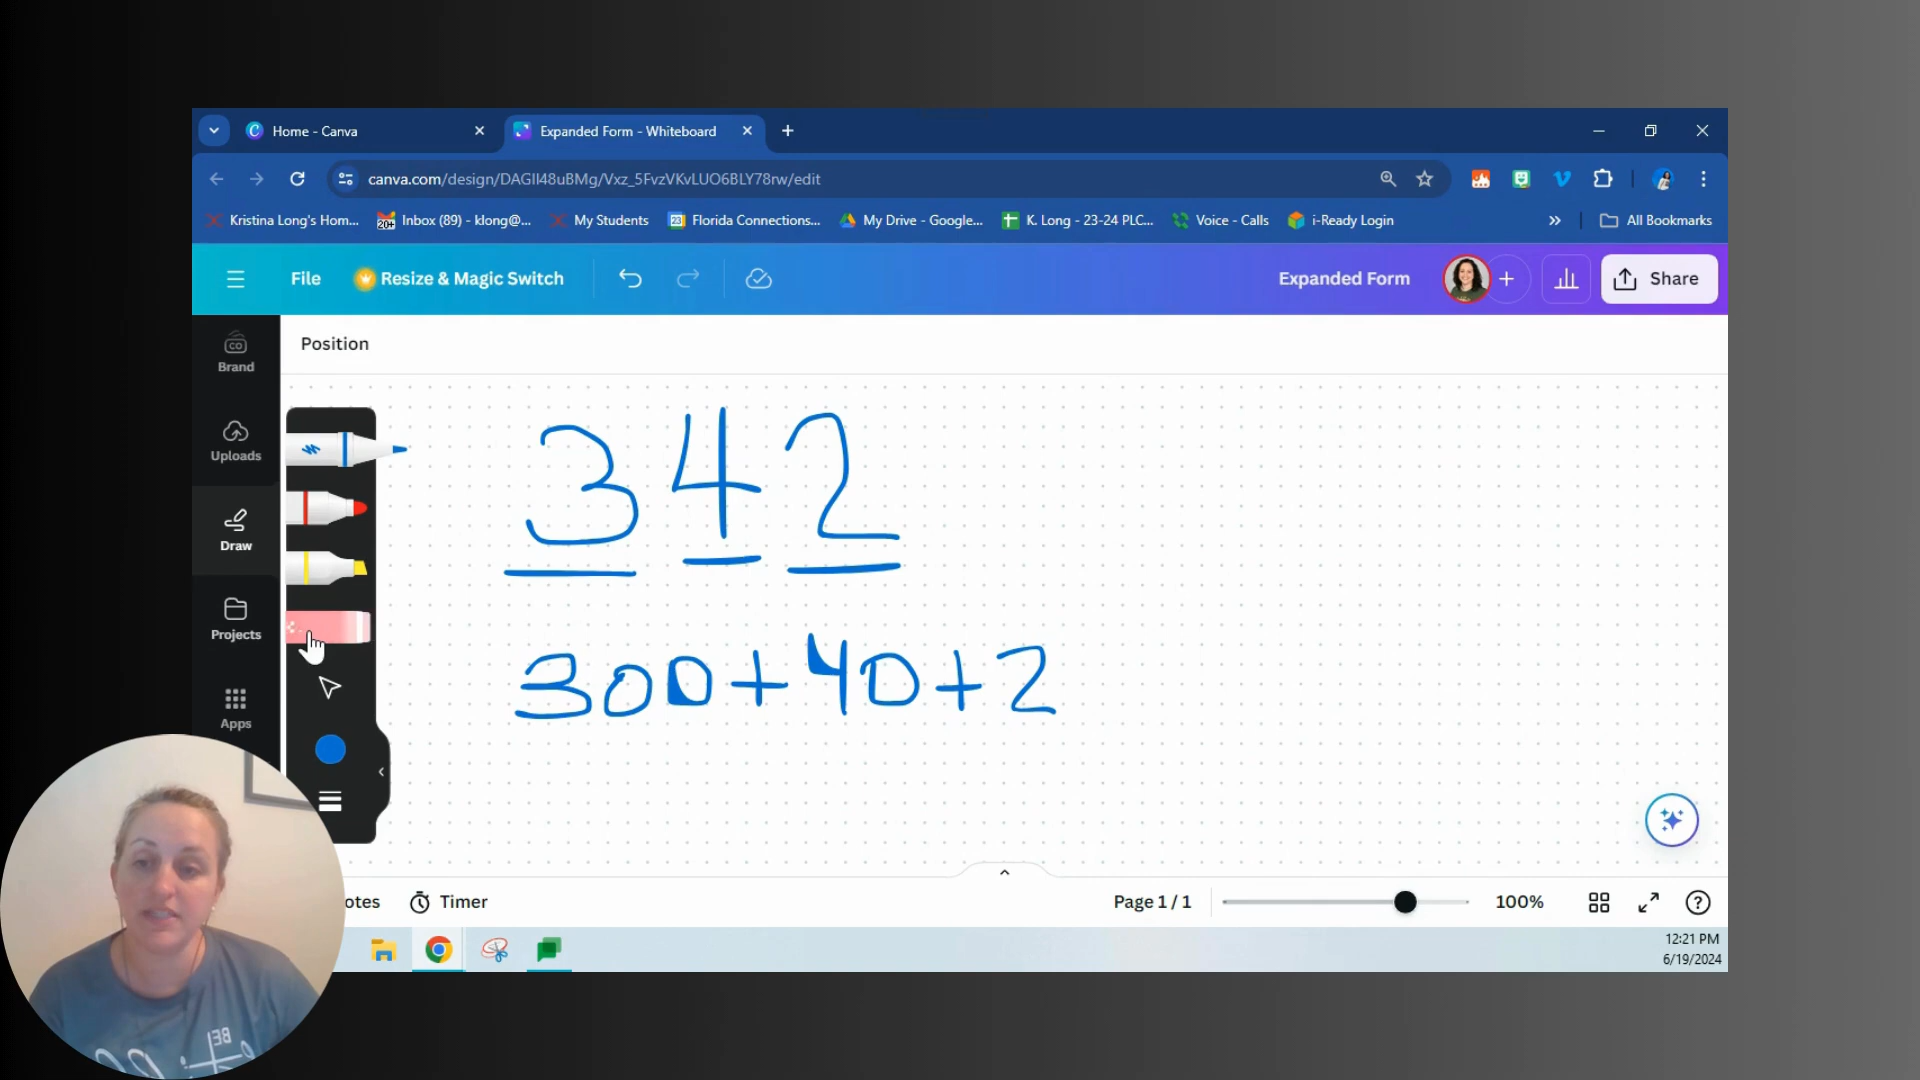 Home - Canva
Expanded Form - Whiteboard
canva.com/design/DAGIl48uBMg/Vxz_5FvzVKvLUO6BLY78rw/edit
Kristina Long's Hom... Inbox (89) - klong@... My Students Florida Connections... My Drive - Google... K. Long - 23-24 PLC... Voice - Calls i-Ready Login » All Bookmarks
File Resize & Magic Switch Expanded Form Share
Brand
Position
Uploads
Draw
Projects
Apps
342
300+40+2
otes Timer Page 1 / 1 100%
12:21 PM
6/19/2024